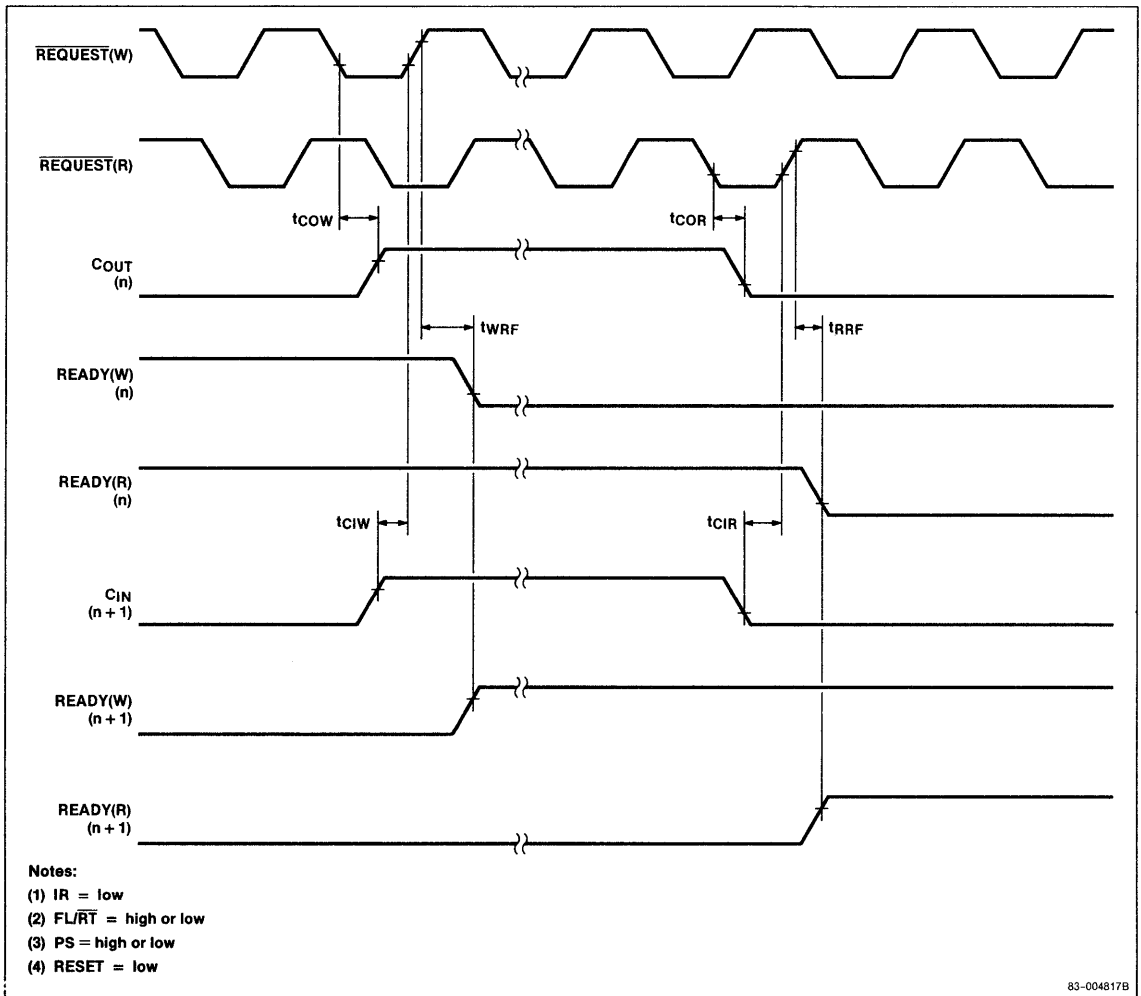 REQUEST(W)
REQUEST(R)
tCOW
tCOR
COUT
(n)
tWRF
tRRF
READY(W)
(n)
READY(R)
(n)
tCIW
tCIR
CIN
(n + 1)
READY(W)
(n + 1)
READY(R)
(n + 1)
Notes:
(1) IR = low
(2) FL/R̅T̅ = high or low
(3) PS = high or low
(4) RESET = low
83-004817B